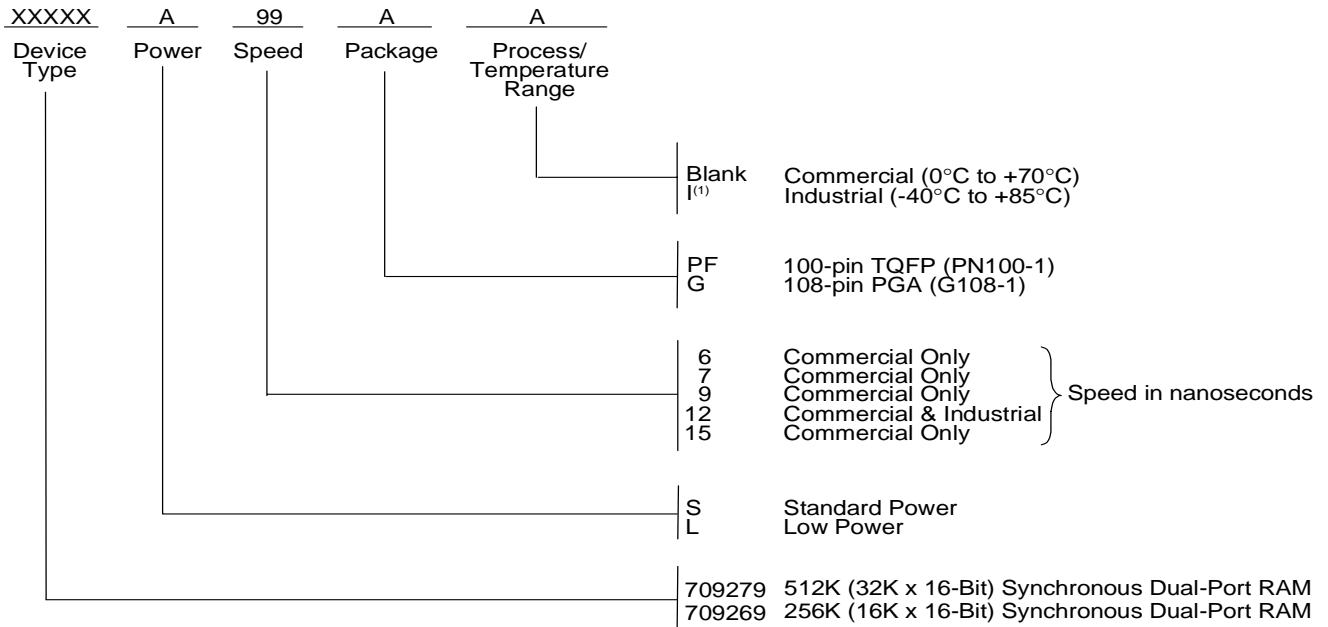 XXXXX A 99 A A
Device Type Power Speed Package Process/ Temperature Range
Blank Commercial (0°C to +70°C)
I(1) Industrial (-40°C to +85°C)
PF 100-pin TQFP (PN100-1)
G 108-pin PGA (G108-1)
6 Commercial Only
7 Commercial Only
9 Commercial Only
12 Commercial & Industrial
15 Commercial Only
Speed in nanoseconds
S Standard Power
L Low Power
709279 512K (32K x 16-Bit) Synchronous Dual-Port RAM
709269 256K (16K x 16-Bit) Synchronous Dual-Port RAM